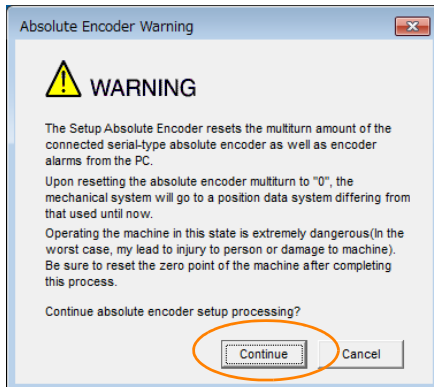 Absolute Encoder Warning
WARNING
The Setup Absolute Encoder resets the multiturn amount of the
connected serial-type absolute encoder as well as encoder
alarms from the PC.
Upon resetting the absolute encoder multiturn to "0", the
mechanical system will go to a position data system differing from
that used until now.
Operating the machine in this state is extremely dangerous(In the
worst case, my lead to injury to person or damage to machine).
Be sure to reset the zero point of the machine after completing
this process.
Continue absolute encoder setup processing?
Continue Cancel